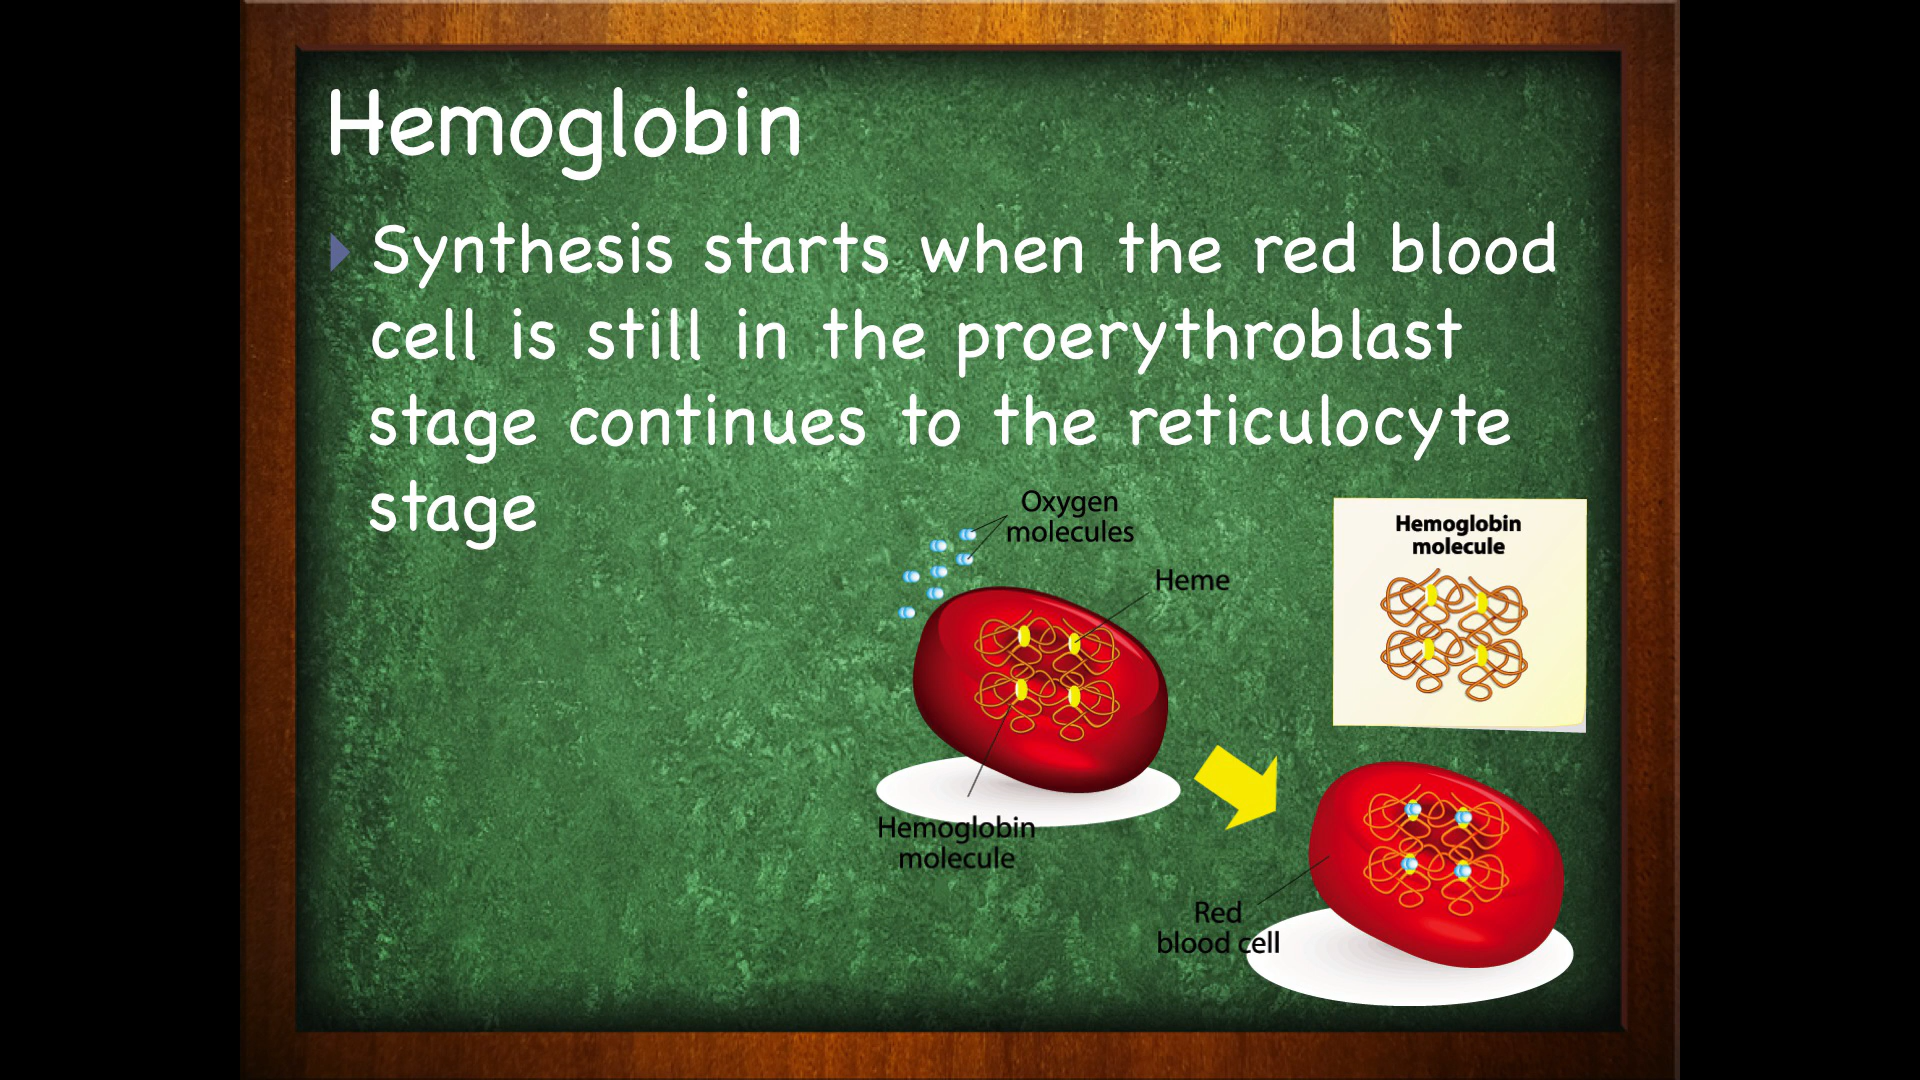 Hemoglobin
Synthesis starts when the red blood
cell is still in the proerythroblast
stage continues to the reticulocyte
stage
Oxygen
molecules
Heme
Hemoglobin
molecule
Hemoglobin
molecule
Red
blood cell